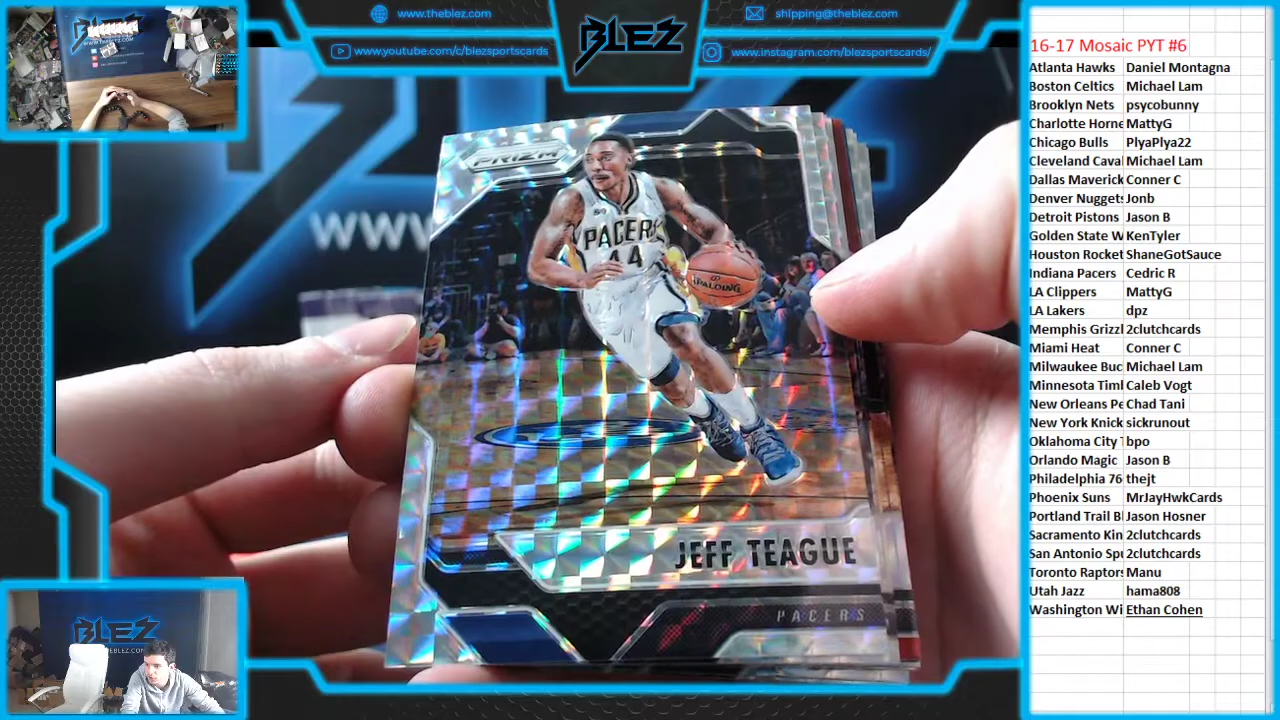 www.theblez.com
www.youtube.com/c/blezsportscards
BLEZ
shipping@theblez.com
www.instagram.com/blezsportscards/
WWW
PRIZM
PACERS
44
SPALDING
JEFF TEAGUE
PACERS
BLEZ
16-17 Mosaic PYT #6
Atlanta Hawks Daniel Montagna
Boston Celtics Michael Lam
Brooklyn Nets psycobunny
Charlotte Horne MattyG
Chicago Bulls PlyaPlya22
Cleveland Caval Michael Lam
Dallas Maverick Conner C
Denver Nuggets Jonb
Detroit Pistons Jason B
Golden State W KenTyler
Houston Rocket ShaneGotSauce
Indiana Pacers Cedric R
LA Clippers MattyG
LA Lakers dpz
Memphis Grizzl 2clutchcards
Miami Heat Conner C
Milwaukee Buc Michael Lam
Minnesota Timl Caleb Vogt
New Orleans Pe Chad Tani
New York Knick sickrunout
Oklahoma City bpo
Orlando Magic Jason B
Philadelphia 76 thejt
Phoenix Suns MrJayHwkCards
Portland Trail Bl Jason Hosner
Sacramento Kin 2clutchcards
San Antonio Spu 2clutchcards
Toronto Raptors Manu
Utah Jazz hama808
Washington Wi Ethan Cohen